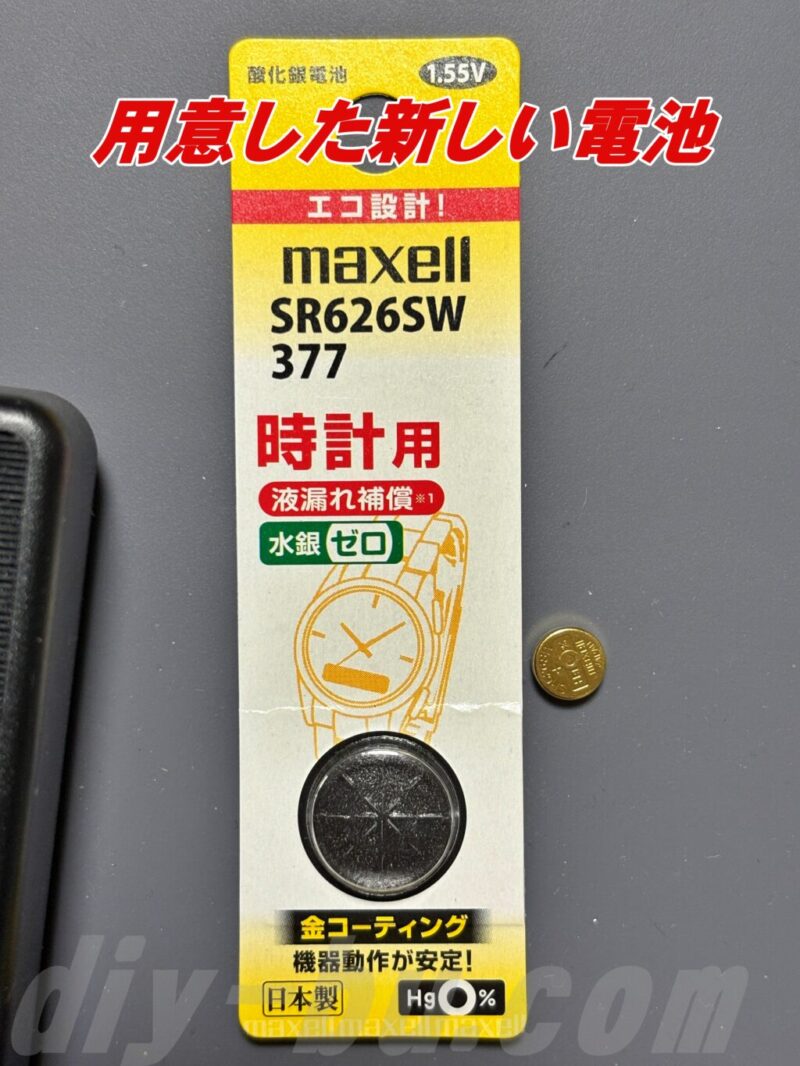 酸化銀電池
1.55V
用意した新しい電池
エコ設計!
maxell
SR626SW
377
時計用
液漏れ補償※1
水銀ゼロ
金コーティング
機器動作が安定!
日本製
Hg0%
maxell maxell maxell